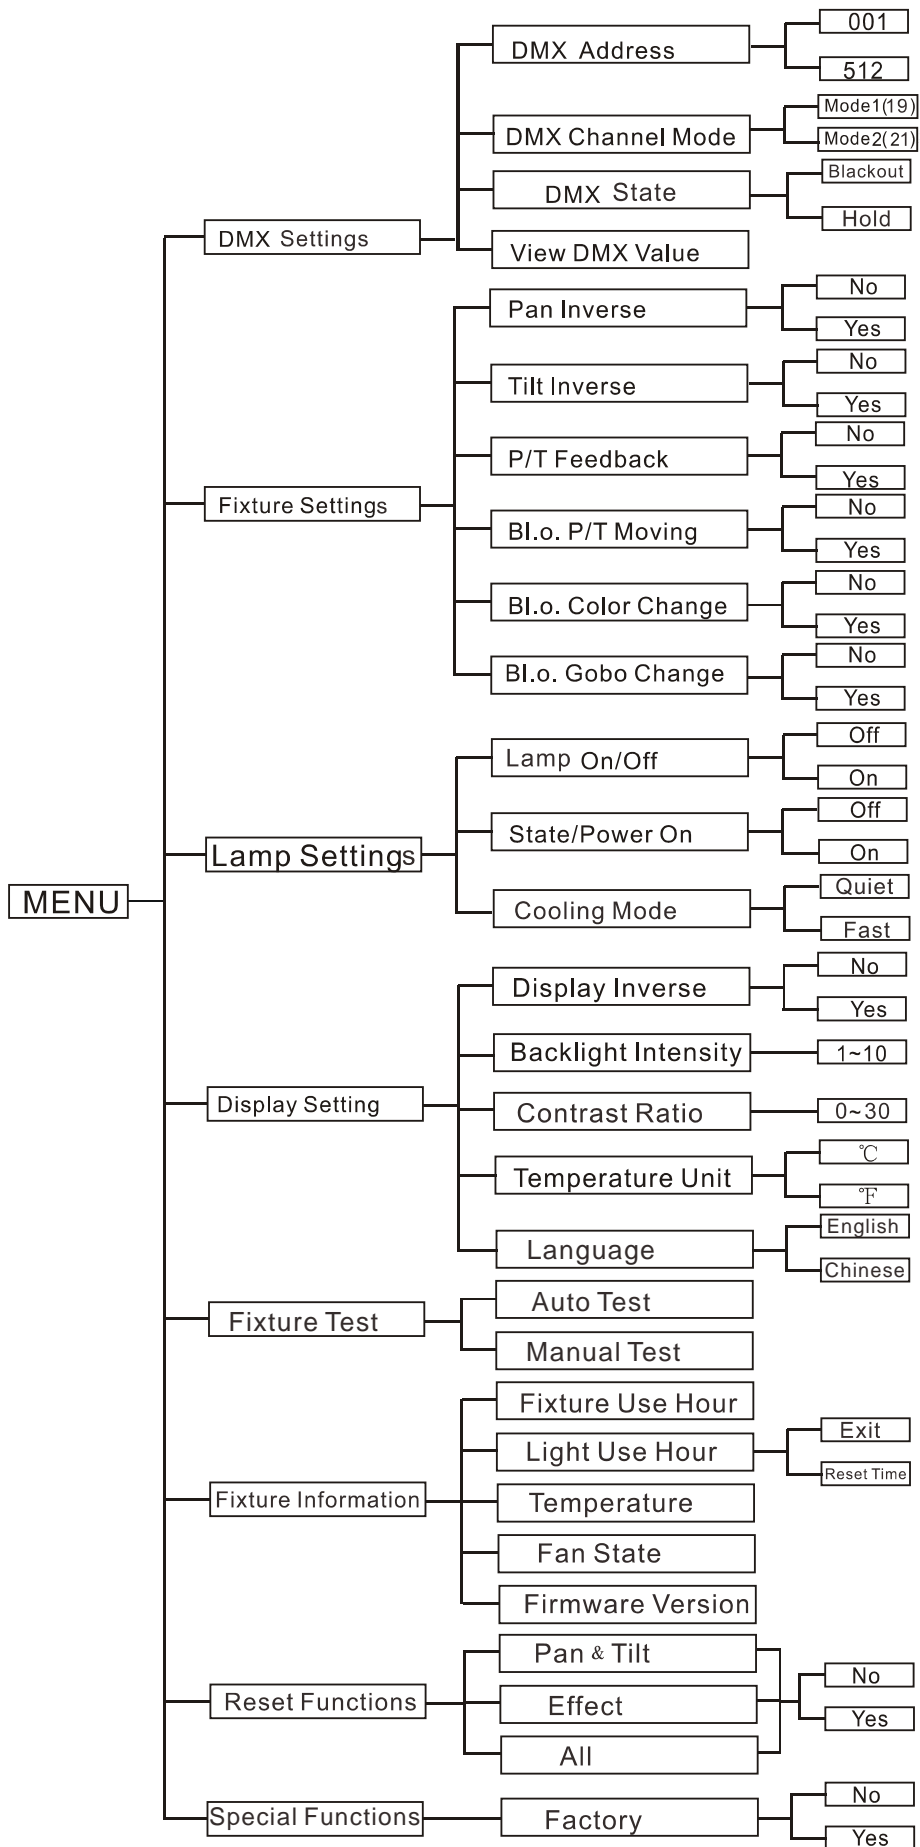 MENU
DMX Settings
DMX Address
001
512
DMX Channel Mode
Mode1(19)
Mode2(21)
DMX State
Blackout
Hold
View DMX Value
Fixture Settings
Pan Inverse
No
Yes
Tilt Inverse
No
Yes
P/T Feedback
No
Yes
Bl.o. P/T Moving
No
Yes
Bl.o. Color Change
No
Yes
Bl.o. Gobo Change
No
Yes
Lamp Settings
Lamp On/Off
Off
On
State/Power On
Off
On
Cooling Mode
Quiet
Fast
Display Setting
Display Inverse
No
Yes
Backlight Intensity
1~10
Contrast Ratio
0~30
Temperature Unit
℃
℉
Language
English
Chinese
Fixture Test
Auto Test
Manual Test
Fixture Information
Fixture Use Hour
Light Use Hour
Exit
Reset Time
Temperature
Fan State
Firmware Version
Reset Functions
Pan & Tilt
Effect
All
No
Yes
Special Functions
Factory
No
Yes